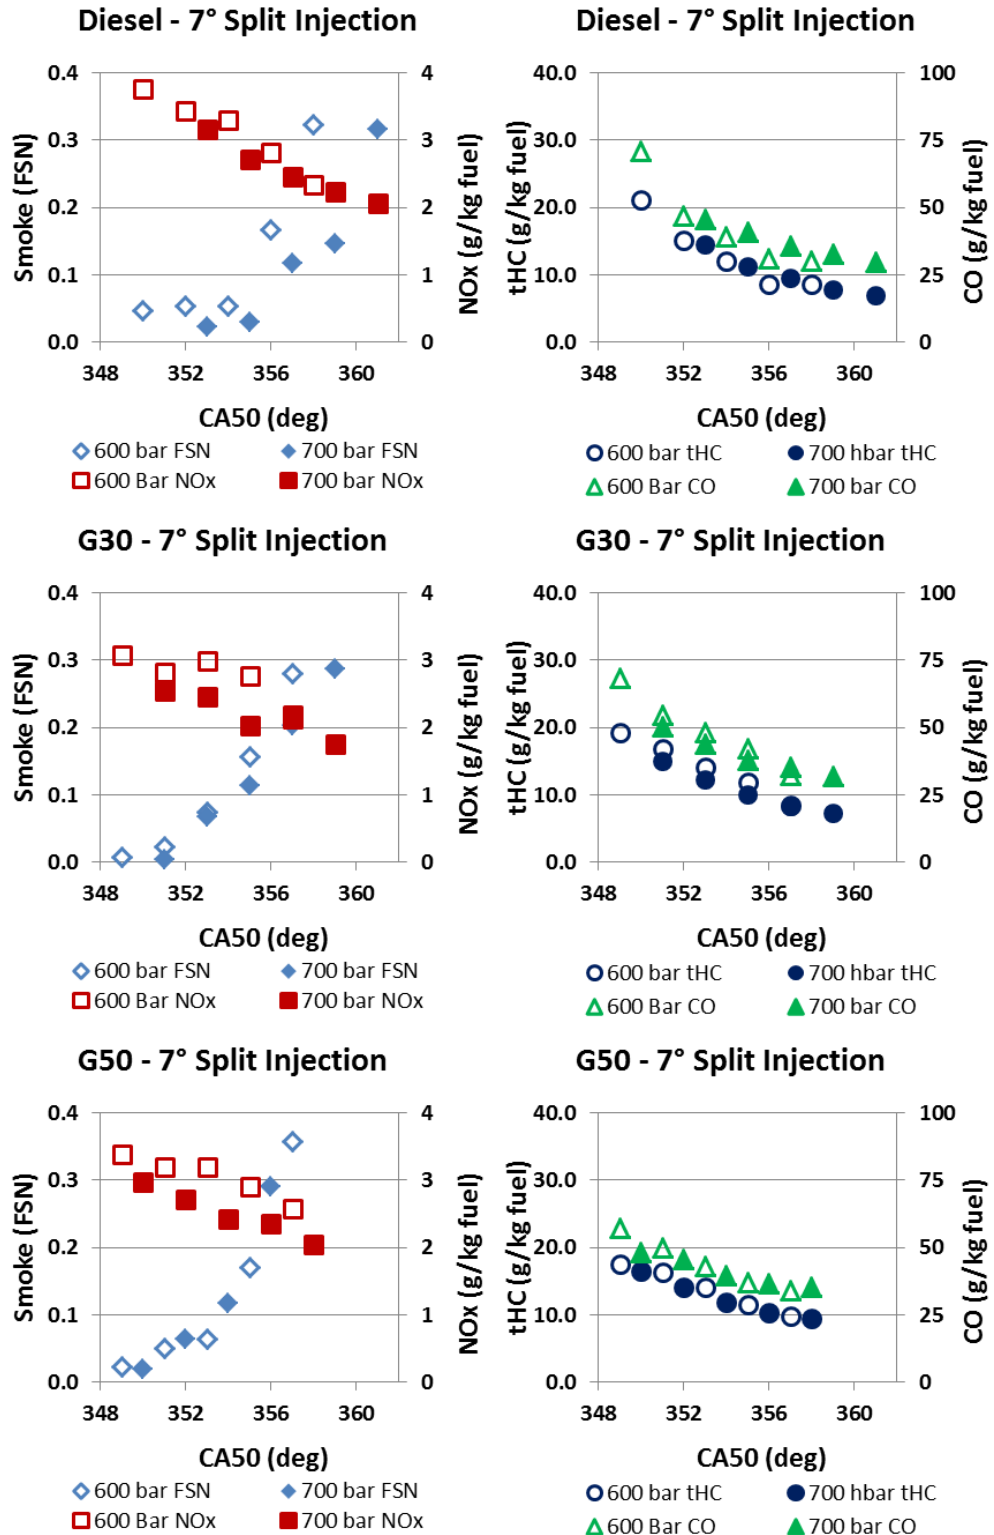 Diesel - 7° Split Injection
0.4
0.3
0.2
0.1
0.0
Smoke (FSN)
4
3
2
1
0
NOx (g/kg fuel)
348 352 356 360
CA50 (deg)
600 bar FSN 700 bar FSN
600 Bar NOx 700 bar NOx
Diesel - 7° Split Injection
40.0
30.0
20.0
10.0
0.0
tHC (g/kg fuel)
100
75
50
25
0
CO (g/kg fuel)
348 352 356 360
CA50 (deg)
600 bar tHC 700 hbar tHC
600 Bar CO 700 bar CO
G30 - 7° Split Injection
0.4
0.3
0.2
0.1
0.0
Smoke (FSN)
4
3
2
1
0
NOx (g/kg fuel)
348 352 356 360
CA50 (deg)
600 bar FSN 700 bar FSN
600 Bar NOx 700 bar NOx
G30 - 7° Split Injection
40.0
30.0
20.0
10.0
0.0
tHC (g/kg fuel)
100
75
50
25
0
CO (g/kg fuel)
348 352 356 360
CA50 (deg)
600 bar tHC 700 hbar tHC
600 Bar CO 700 bar CO
G50 - 7° Split Injection
0.4
0.3
0.2
0.1
0.0
Smoke (FSN)
4
3
2
1
0
NOx (g/kg fuel)
348 352 356 360
CA50 (deg)
600 bar FSN 700 bar FSN
600 Bar NOx 700 bar NOx
G50 - 7° Split Injection
40.0
30.0
20.0
10.0
0.0
tHC (g/kg fuel)
100
75
50
25
0
CO (g/kg fuel)
348 352 356 360
CA50 (deg)
600 bar tHC 700 hbar tHC
600 Bar CO 700 bar CO